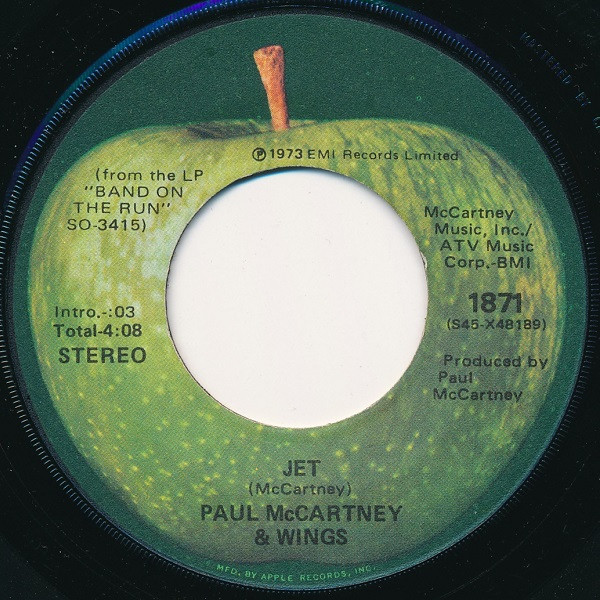 ℗ 1973 EMI Records Limited
(from the LP
"BAND ON
THE RUN"
SO-3415)
McCartney
Music, Inc./
ATV Music
Corp.-BMI
Intro.-:03
Total-4:08
STEREO
1871
(S45-X48189)
Produced by
Paul
McCartney
JET
(McCartney)
PAUL McCARTNEY
& WINGS
MFD. BY APPLE RECORDS, INC.